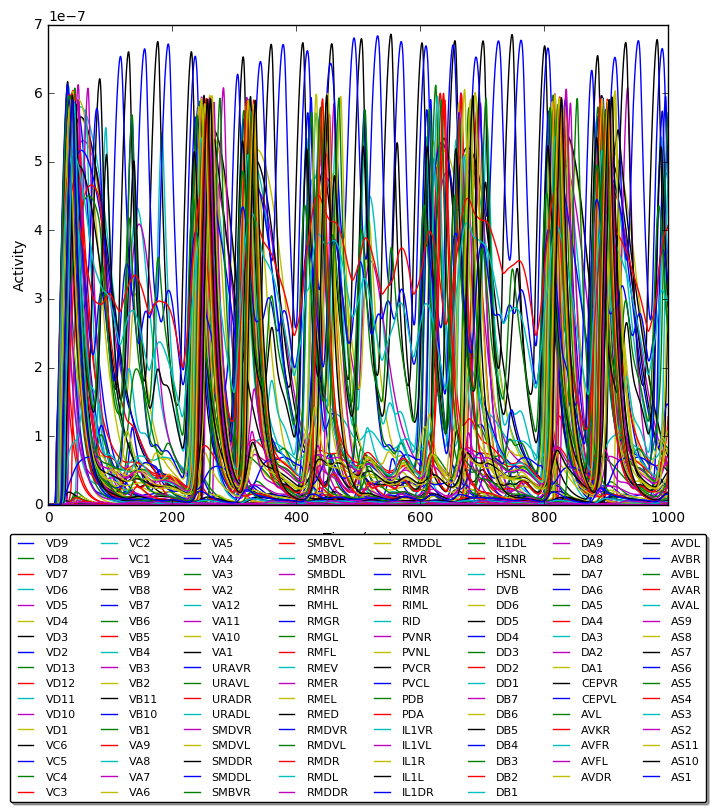 1e−7
7
6
5
4
3
2
1
0
Activity
0 200 400 600 800 1000
VD9 VC2 VA5 SMBVL RMDDL IL1DL DA9 AVDL
VD8 VC1 VA4 SMBDR RIVR HSNR DA8 AVBR
VD7 VB9 VA3 SMBDL RIVL HSNL DA7 AVBL
VD6 VB8 VA2 RMHR RIMR DVB DA6 AVAR
VD5 VB7 VA12 RMHL RIML DD6 DA5 AVAL
VD4 VB6 VA11 RMGR RID DD5 DA4 AS9
VD3 VB5 VA10 RMGL PVNR DD4 DA3 AS8
VD2 VB4 VA1 RMFL PVNL DD3 DA2 AS7
VD13 VB3 URAVR RMEV PVCR DD2 DA1 AS6
VD12 VB2 URAVL RMER PVCL DD1 CEPVR AS5
VD11 VB11 URADR RMEL PDB DB7 CEPVL AS4
VD10 VB10 URADL RMED PDA DB6 AVL AS3
VD1 VB1 SMDVR RMDVR IL1VR DB5 AVKR AS2
VC6 VA9 SMDVL RMDVL IL1VL DB4 AVFR AS11
VC5 VA8 SMDDR RMDR IL1R DB3 AVFL AS10
VC4 VA7 SMDDL RMDL IL1L DB2 AVDR AS1
VC3 VA6 SMBVR RMDDR IL1DR DB1